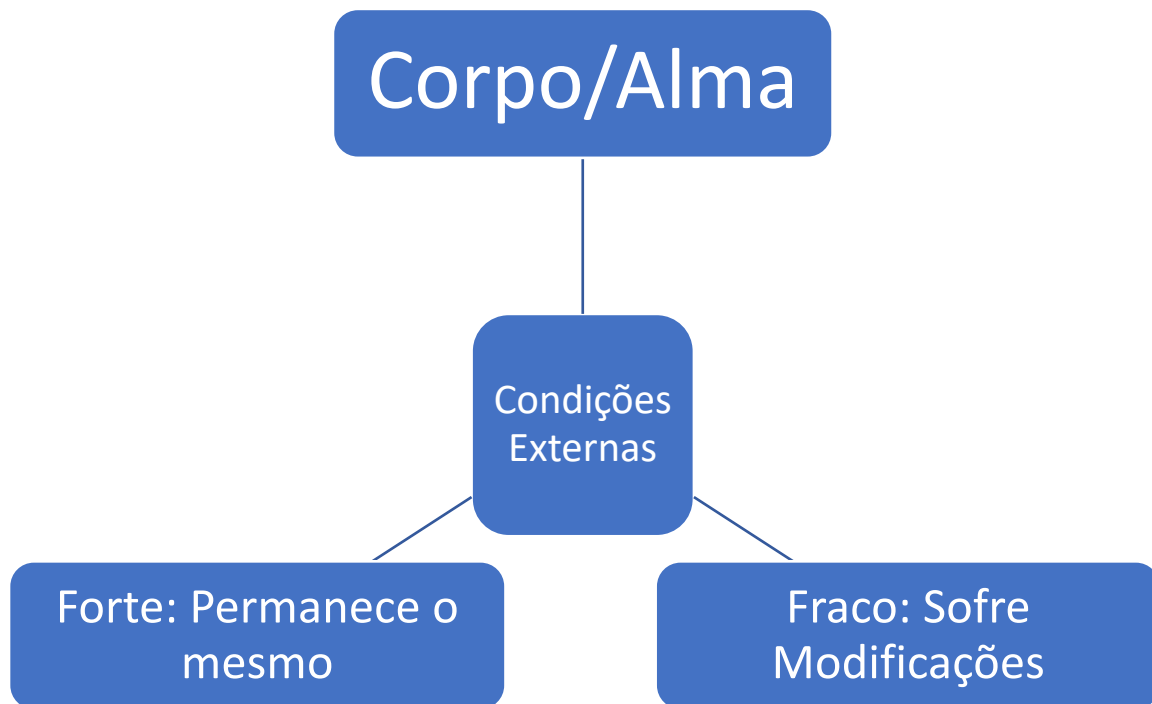 Corpo/Alma
Condições
Externas
Forte: Permanece o
mesmo
Fraco: Sofre
Modificações